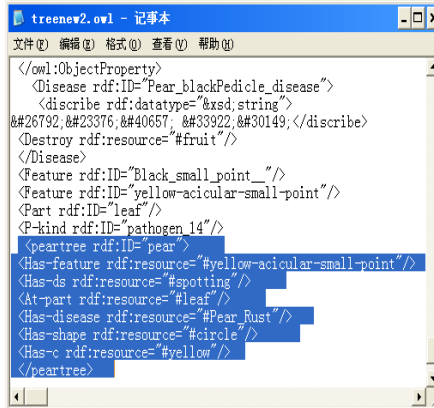 treenew2.owl - 记事本
文件(F) 编辑(E) 格式(O) 查看(V) 帮助(H)
</owl:ObjectProperty>
<Disease rdf:ID="Pear_blackPedicle_disease">
<discribe rdf:datatype="&xsd;string">
&#26792;&#23376;&#40657; &#33922;&#30149;</discribe>
<Destroy rdf:resource="#fruit"/>
</Disease>
<Feature rdf:ID="Black_small_point__"/>
<Feature rdf:ID="yellow-acicular-small-point"/>
<Part rdf:ID="leaf"/>
<P-kind rdf:ID="pathogen_14"/>
<peartree rdf:ID="pear">
<Has-feature rdf:resource="#yellow-acicular-small-point"/>
<Has-ds rdf:resource="#spotting"/>
<At-part rdf:resource="#leaf"/>
<Has-disease rdf:resource="#Pear_Rust"/>
<Has-shape rdf:resource="#circle"/>
<Has-c rdf:resource="#yellow"/>
</peartree>